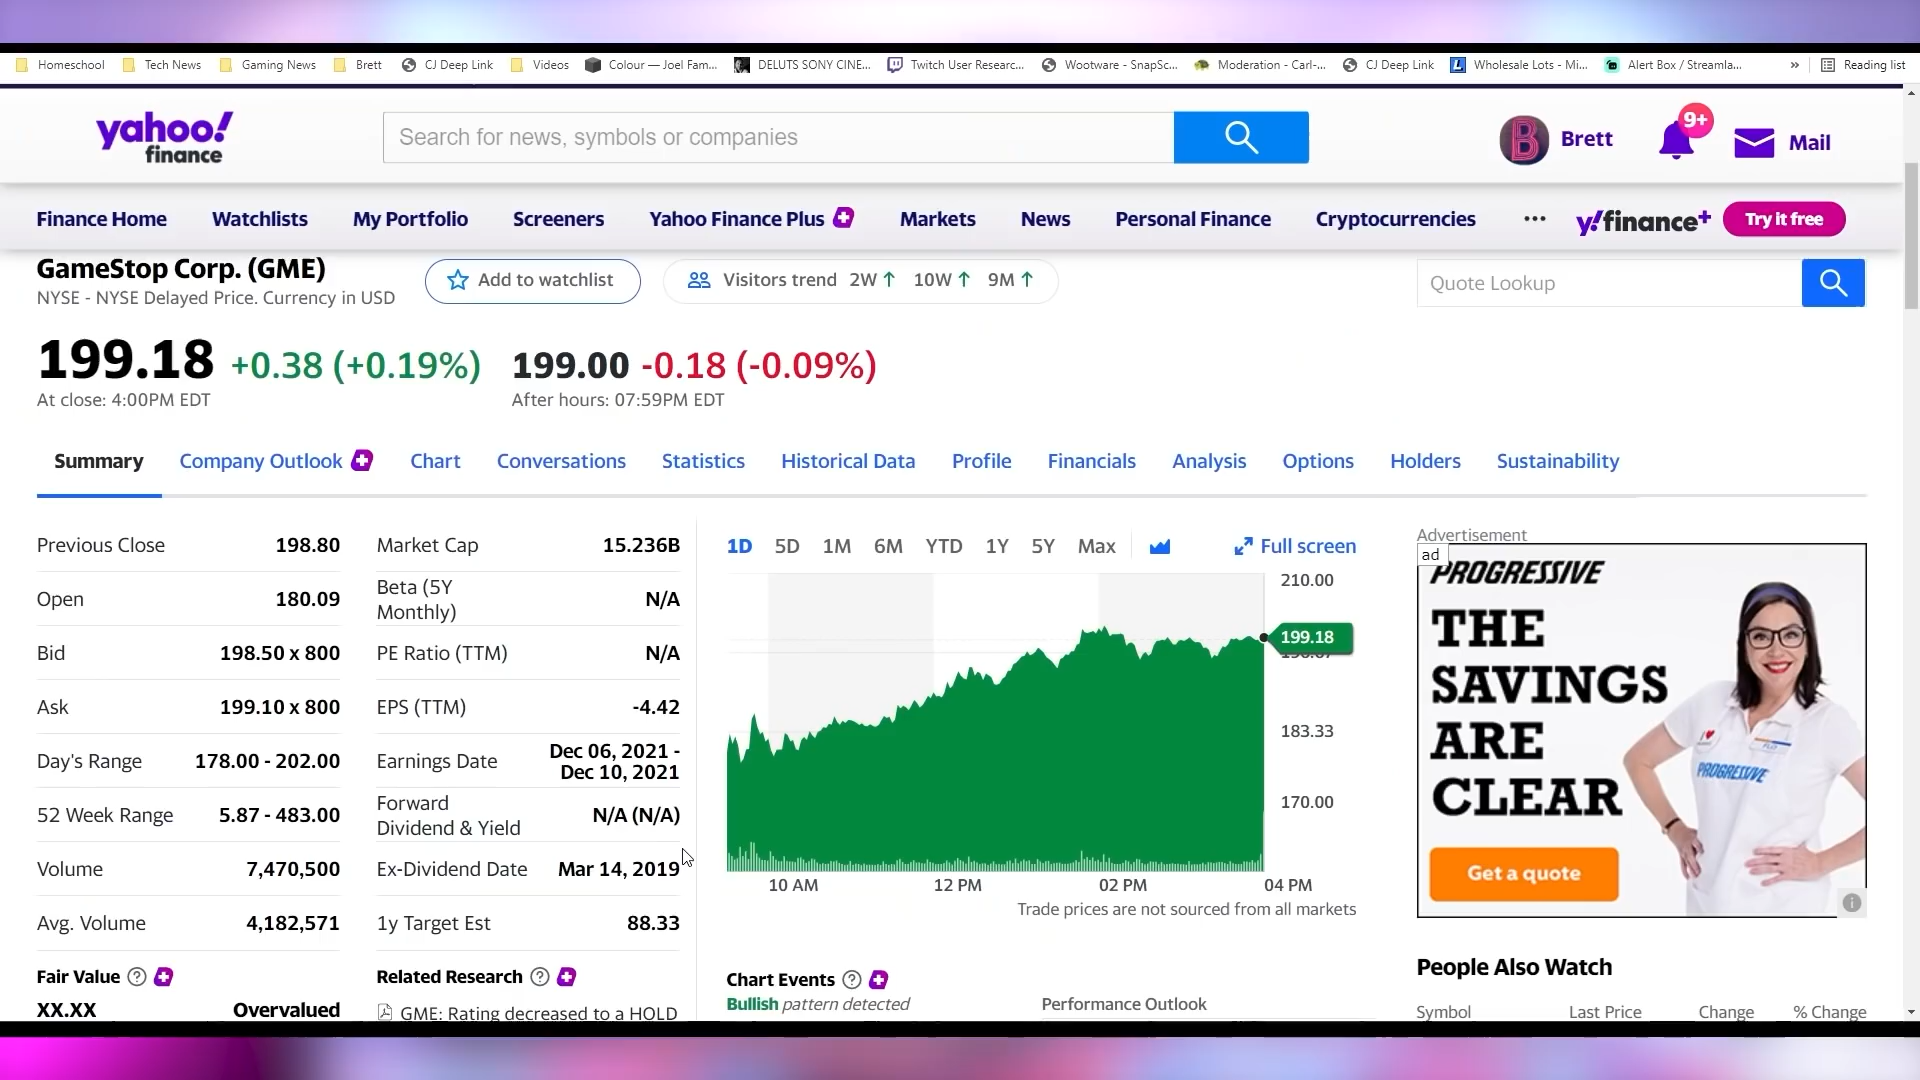 Homeschool Tech News Gaming News Brett CJ Deep Link Videos Colour — Joel Fam... DELUTS SONY CINE... Twitch User Researc... Wootware - SnapSc... Moderation - Carl-... CJ Deep Link Wholesale Lots - Mi... Alert Box / Streamla... » Reading list
yahoo!
finance
Search for news, symbols or companies
B Brett 9+ Mail
Finance Home Watchlists My Portfolio Screeners Yahoo Finance Plus Markets News Personal Finance Cryptocurrencies ... y!finance+ Try it free
GameStop Corp. (GME)
NYSE - NYSE Delayed Price. Currency in USD
Add to watchlist
Visitors trend 2W ↑ 10W ↑ 9M ↑
Quote Lookup
199.18 +0.38 (+0.19%)
At close: 4:00PM EDT
199.00 -0.18 (-0.09%)
After hours: 07:59PM EDT
Summary Company Outlook Chart Conversations Statistics Historical Data Profile Financials Analysis Options Holders Sustainability
Previous Close 198.80
Open 180.09
Bid 198.50 x 800
Ask 199.10 x 800
Day's Range 178.00 - 202.00
52 Week Range 5.87 - 483.00
Volume 7,470,500
Avg. Volume 4,182,571
Fair Value
XX.XX Overvalued
Market Cap 15.236B
Beta (5Y
Monthly) N/A
PE Ratio (TTM) N/A
EPS (TTM) -4.42
Earnings Date Dec 06, 2021 -
Dec 10, 2021
Forward
Dividend & Yield N/A (N/A)
Ex-Dividend Date Mar 14, 2019
1y Target Est 88.33
Related Research
GME: Rating decreased to a HOLD
1D 5D 1M 6M YTD 1Y 5Y Max Full screen
210.00
199.18
183.33
170.00
10 AM 12 PM 02 PM 04 PM
Trade prices are not sourced from all markets
Chart Events
Bullish pattern detected
Performance Outlook
Advertisement
ad
PROGRESSIVE
THE
SAVINGS
ARE
CLEAR
Get a quote
PROGRESSIVE
People Also Watch
Symbol Last Price Change % Change